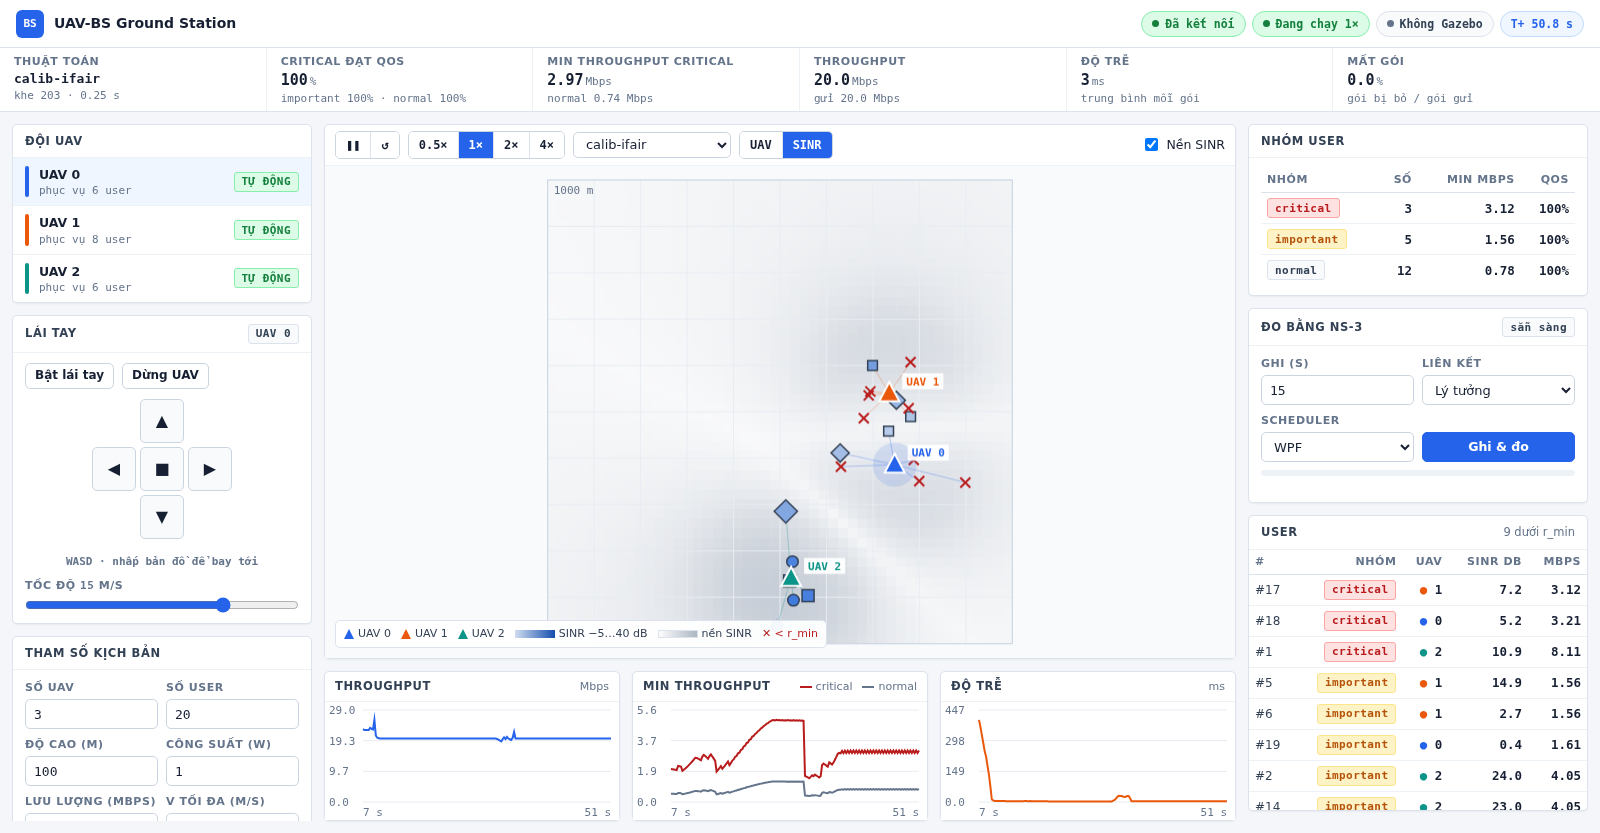 BS UAV-BS Ground Station
Đã kết nối
Đang chạy 1×
Không Gazebo
T+ 50.8 s
THUẬT TOÁN
calib-ifair
khe 203 · 0.25 s
CRITICAL ĐẠT QOS
100%
important 100% · normal 100%
MIN THROUGHPUT CRITICAL
2.97 Mbps
normal 0.74 Mbps
THROUGHPUT
20.0 Mbps
gửi 20.0 Mbps
ĐỘ TRỄ
3 ms
trung bình mỗi gói
MẤT GÓI
0.0 %
gói bị bỏ / gói gửi
ĐỘI UAV
UAV 0
phục vụ 6 user
TỰ ĐỘNG
UAV 1
phục vụ 8 user
TỰ ĐỘNG
UAV 2
phục vụ 6 user
TỰ ĐỘNG
LÁI TAY
UAV 0
Bật lái tay
Dừng UAV
▲
◀ ■ ▶
▼
WASD · nhấp bản đồ để bay tới
TỐC ĐỘ 15 M/S
THAM SỐ KỊCH BẢN
SỐ UAV SỐ USER
3 20
ĐỘ CAO (M) CÔNG SUẤT (W)
100 1
LƯU LƯỢNG (MBPS) V TỐI ĐA (M/S)
❚❚ ↺ 0.5× 1× 2× 4× calib-ifair UAV SINR
Nền SINR
1000 m
UAV 1
UAV 0
UAV 2
UAV 0 UAV 1 UAV 2 SINR −5…40 dB nền SINR ✕ < r_min
THROUGHPUT Mbps
29.0
19.3
9.7
0.0
7 s 51 s
MIN THROUGHPUT critical normal
5.6
3.7
1.9
0.0
7 s 51 s
ĐỘ TRỄ ms
447
298
149
0.0
7 s 51 s
NHÓM USER
NHÓM SỐ MIN MBPS QOS
critical 3 3.12 100%
important 5 1.56 100%
normal 12 0.78 100%
ĐO BẰNG NS-3
sẵn sàng
GHI (S) LIÊN KẾT
15 Lý tưởng
SCHEDULER
WPF Ghi & đo
USER 9 dưới r_min
# NHÓM UAV SINR DB MBPS
#17 critical 1 7.2 3.12
#18 critical 0 5.2 3.21
#1 critical 2 10.9 8.11
#5 important 1 14.9 1.56
#6 important 1 2.7 1.56
#19 important 0 0.4 1.61
#2 important 2 24.0 4.05
#14 important 2 23.0 4.05